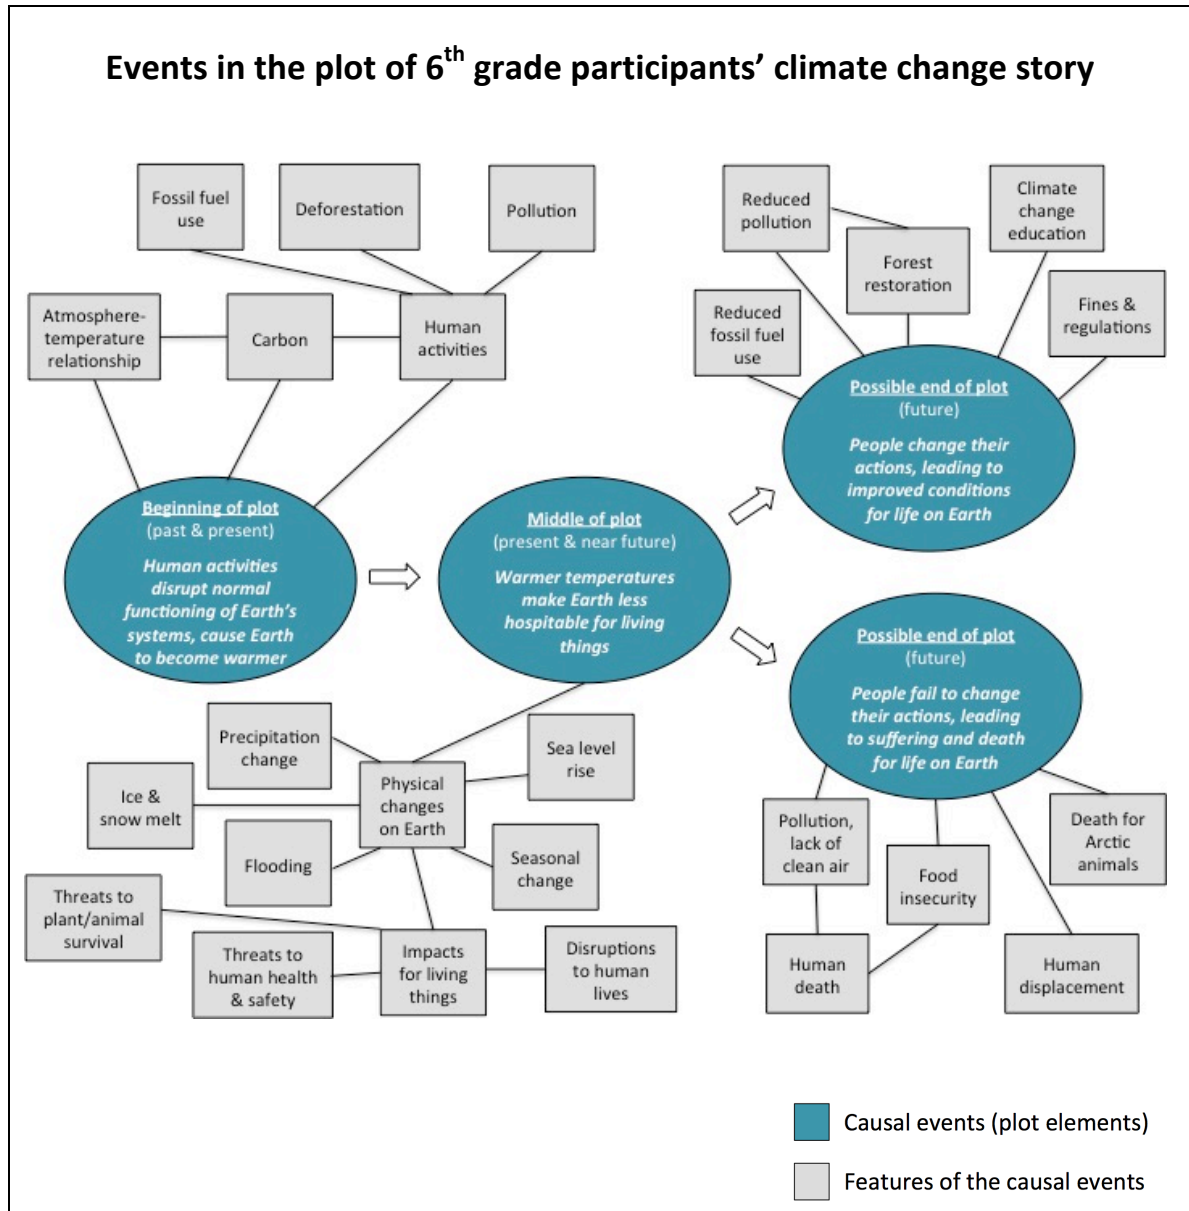 Events in the plot of 6th grade participants’ climate change story
Fossil fuel
use
Deforestation
Pollution
Atmosphere-
temperature
relationship
Carbon
Human
activities
Beginning of plot
(past & present)
Human activities
disrupt normal
functioning of Earth’s
systems, cause Earth
to become warmer
Middle of plot
(present & near future)
Warmer temperatures
make Earth less
hospitable for living
things
Reduced
pollution
Climate
change
education
Forest
restoration
Reduced
fossil fuel
use
Fines &
regulations
Possible end of plot
(future)
People change their
actions, leading to
improved conditions
for life on Earth
Possible end of plot
(future)
People fail to change
their actions, leading
to suffering and death
for life on Earth
Precipitation
change
Sea level
rise
Ice &
snow melt
Physical
changes
on Earth
Flooding
Seasonal
change
Threats to
plant/animal
survival
Threats to
human health
& safety
Impacts
for living
things
Disruptions
to human
lives
Pollution,
lack of
clean air
Food
insecurity
Death for
Arctic
animals
Human
death
Human
displacement
Causal events (plot elements)
Features of the causal events